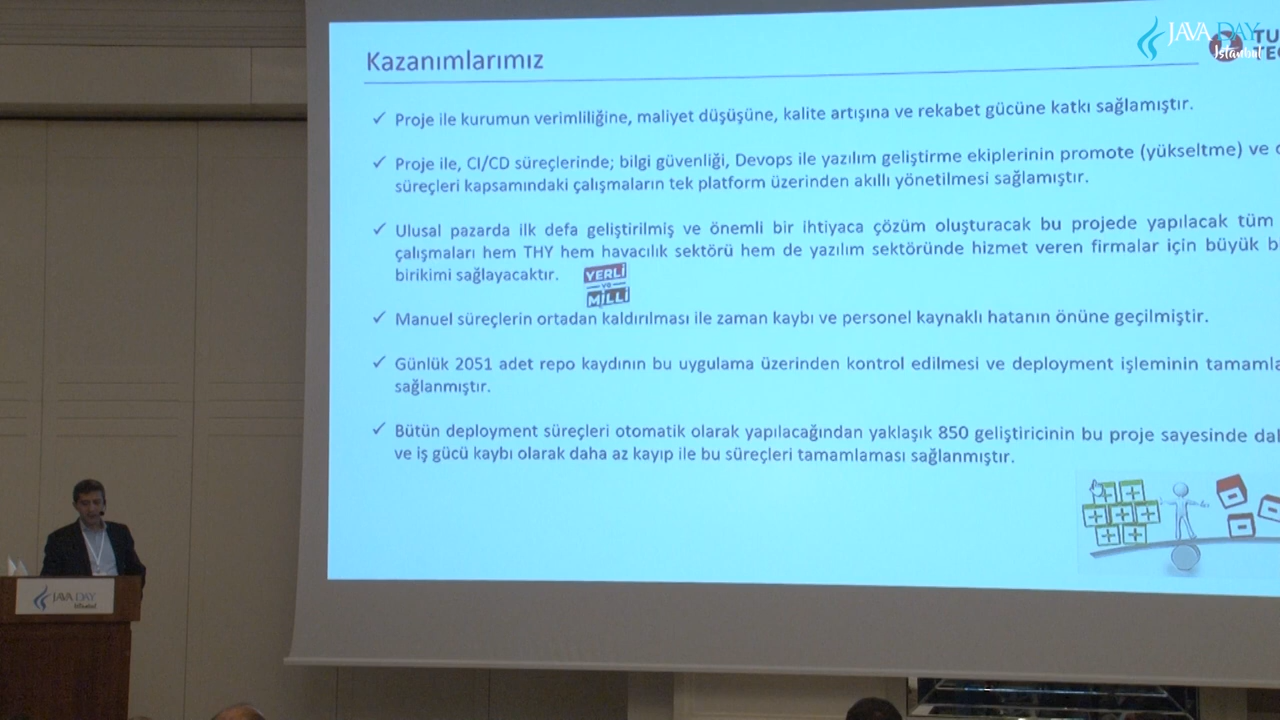 JAVA DAY
İstanbul
TU
TEC
Kazanımlarımız
✓ Proje ile kurumun verimliliğine, maliyet düşüşüne, kalite artışına ve rekabet gücüne katkı sağlamıştır.
✓ Proje ile, CI/CD süreçlerinde; bilgi güvenliği, Devops ile yazılım geliştirme ekiplerinin promote (yükseltme) ve
süreçleri kapsamındaki çalışmaların tek platform üzerinden akıllı yönetilmesi sağlamıştır.
✓ Ulusal pazarda ilk defa geliştirilmiş ve önemli bir ihtiyaca çözüm oluşturacak bu projede yapılacak tüm
çalışmaları hem THY hem havacılık sektörü hem de yazılım sektöründe hizmet veren firmalar için büyük b
birikimi sağlayacaktır.
YERLİ
ve
MİLLİ
✓ Manuel süreçlerin ortadan kaldırılması ile zaman kaybı ve personel kaynaklı hatanın önüne geçilmiştir.
✓ Günlük 2051 adet repo kaydının bu uygulama üzerinden kontrol edilmesi ve deployment işleminin tamamla
sağlanmıştır.
✓ Bütün deployment süreçleri otomatik olarak yapılacağından yaklaşık 850 geliştiricinin bu proje sayesinde dah
ve iş gücü kaybı olarak daha az kayıp ile bu süreçleri tamamlaması sağlanmıştır.
JAVA DAY
İstanbul